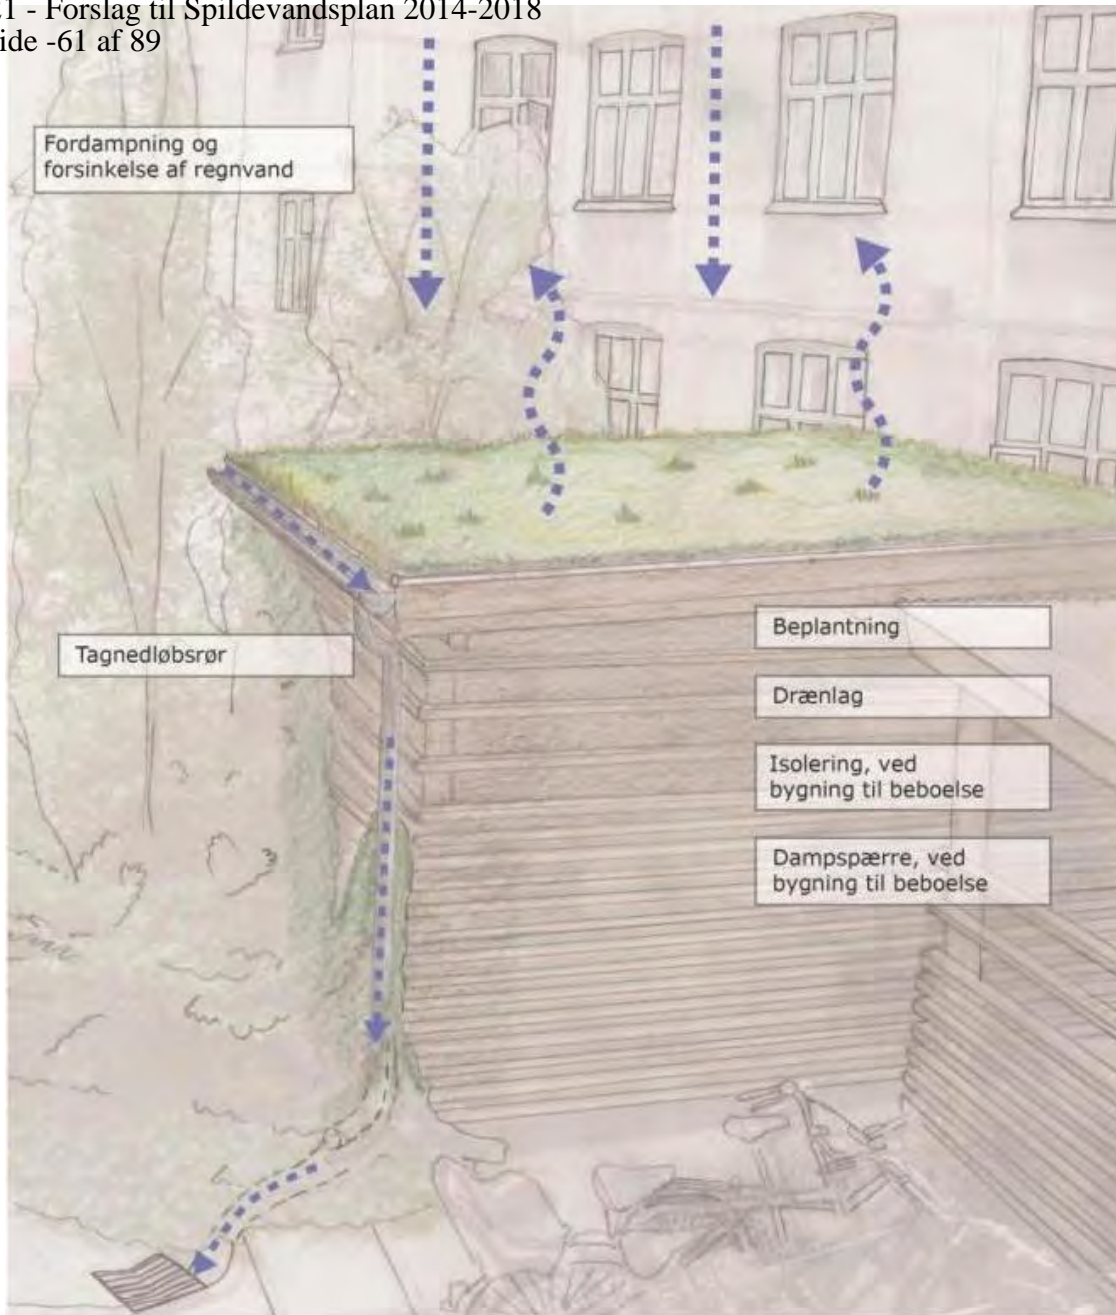 21 - Forslag til Spildevandsplan 2014-2018
ide -61 af 89
Fordampning og
forsinkelse af regnvand
Tagnedløbsrør
Beplantning
Drænlag
Isolering, ved
bygning til beboelse
Dampspærre, ved
bygning til beboelse